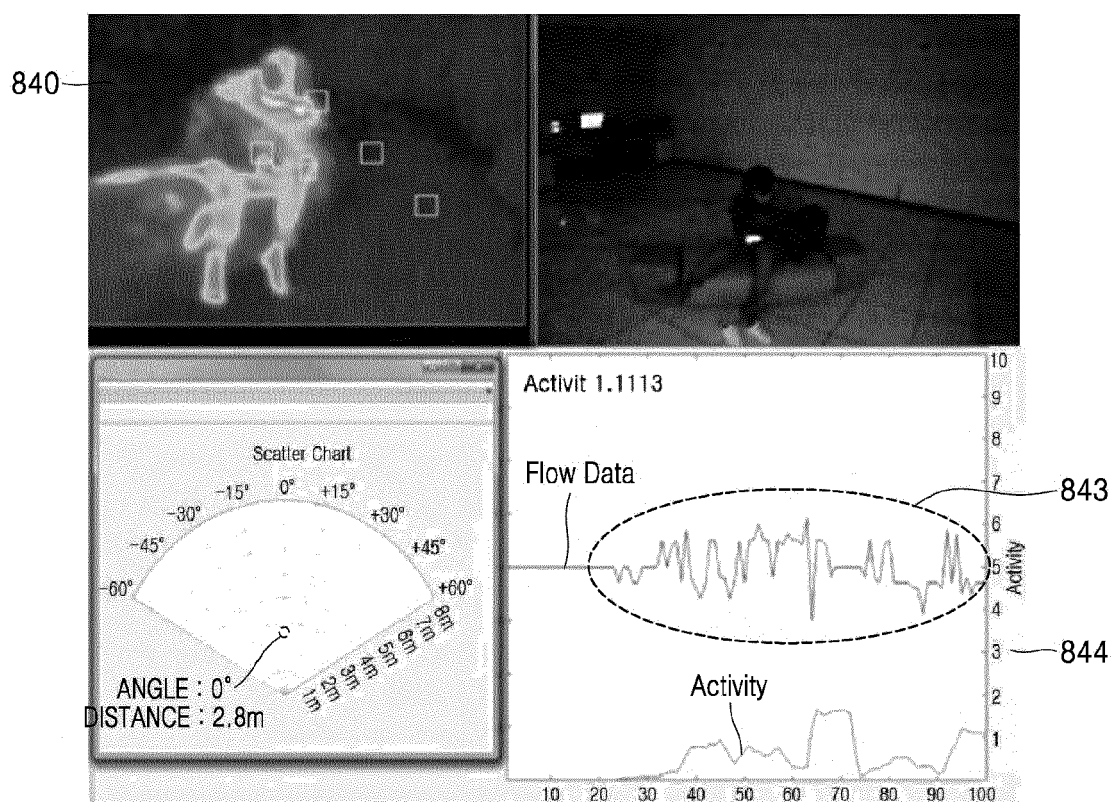 840
Activit 1.1113
Flow Data
843
Scatter Chart
-15° 0° +15°
-30° +30°
-45° +45°
-60° +60°
1m 2m 3m 4m 5m 6m 7m 8m
ANGLE : 0°
DISTANCE : 2.8m
Activity
10
9
8
7
6
5
4
3
2
1
Activity
844
10 20 30 40 50 60 70 80 90 100